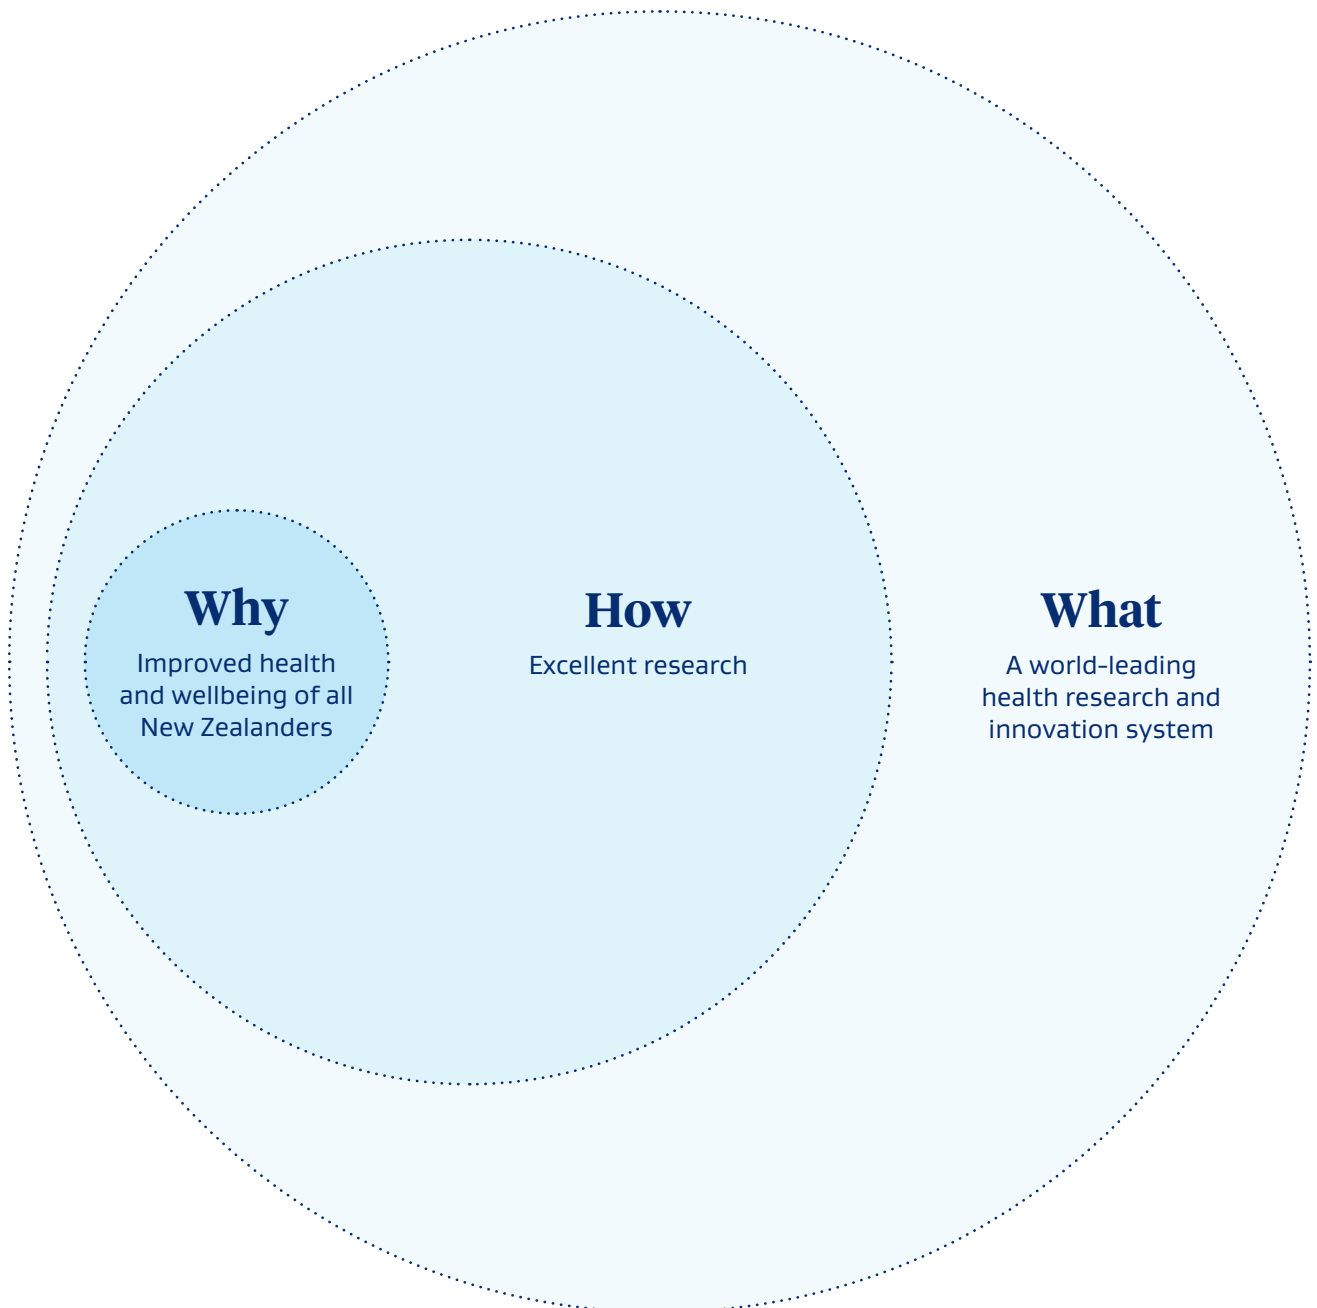 Why
Improved health
and wellbeing of all
New Zealanders
How
Excellent research
What
A world-leading
health research and
innovation system